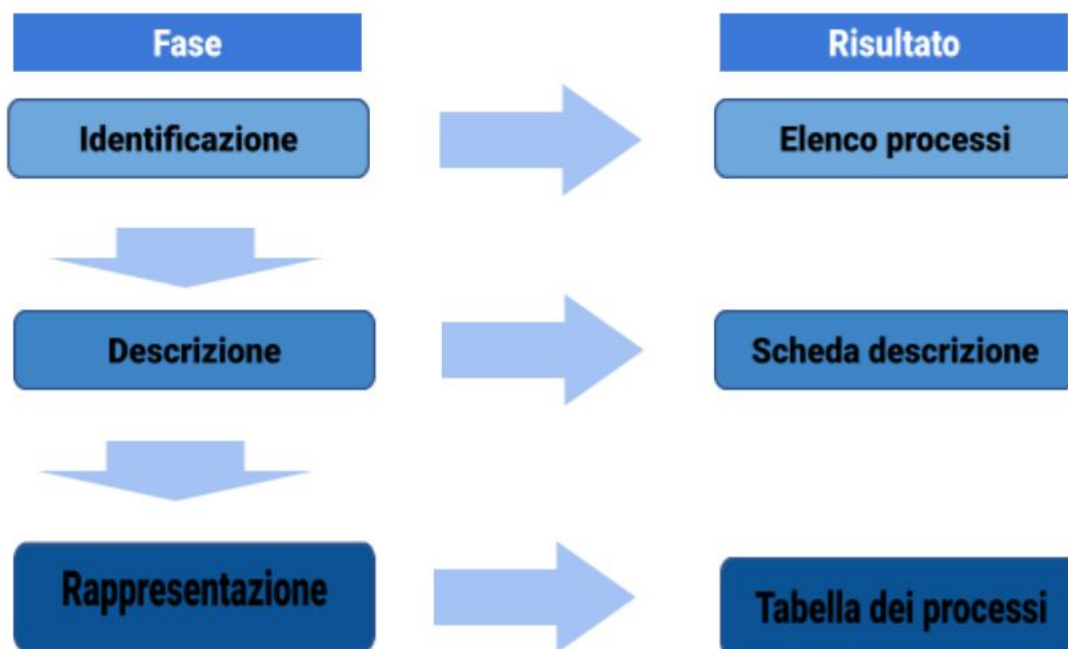 Fase
Risultato
Identificazione
Elenco processi
Descrizione
Scheda descrizione
Rappresentazione
Tabella dei processi